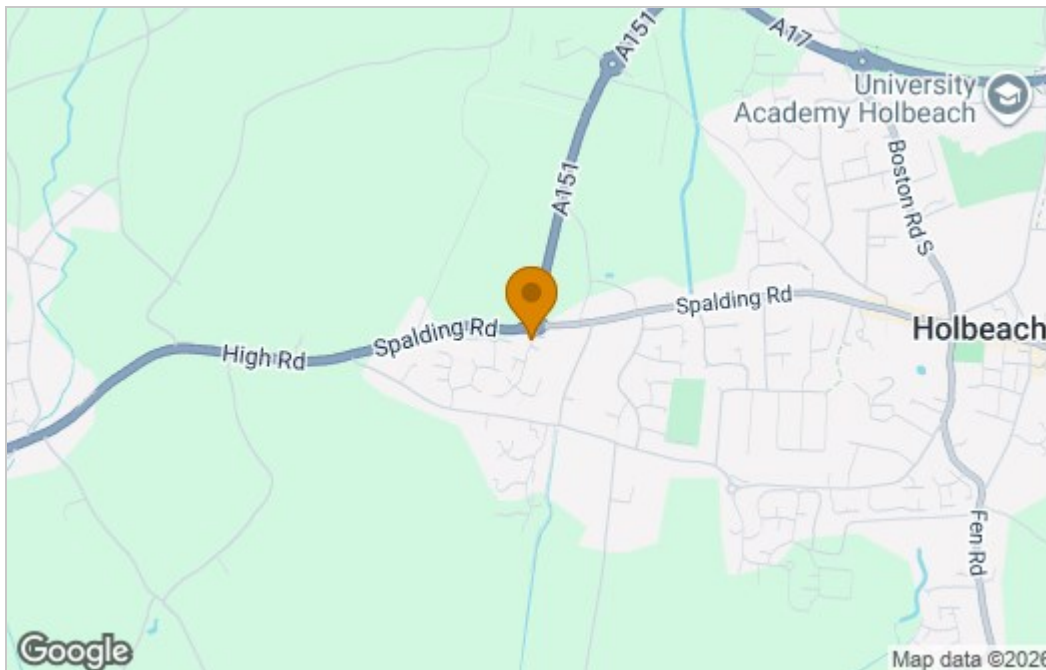 A151
A17
University
Academy Holbeach
A151
Boston Rd S
Spalding Rd
Spalding Rd
Holbeach
High Rd
Fen Rd
Google
Map data ©2026